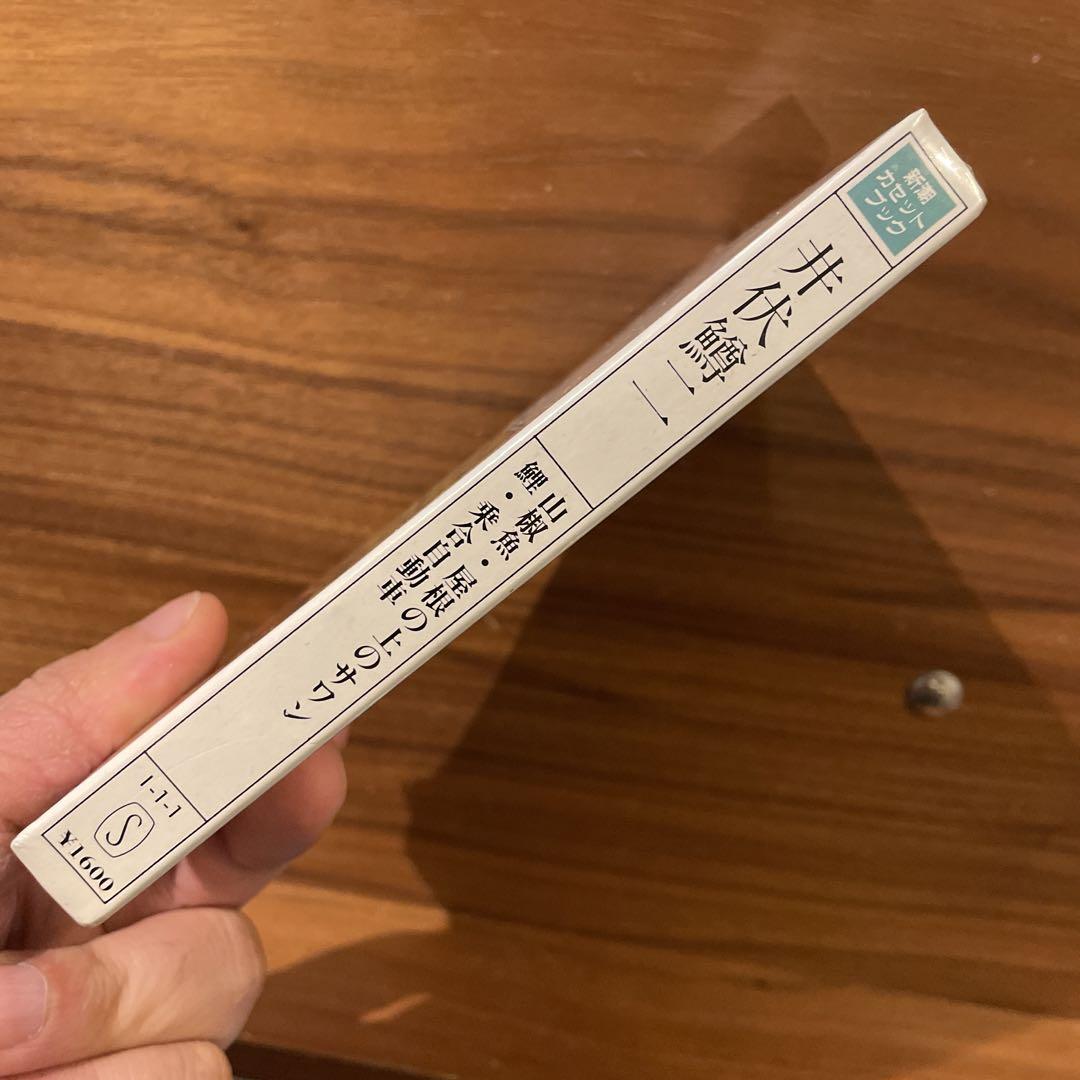 新潮
カセット
ブック
井伏鱒二
山椒魚・屋根の上のサワン
鯉・乗合自動車
I-1-1
S
¥1600